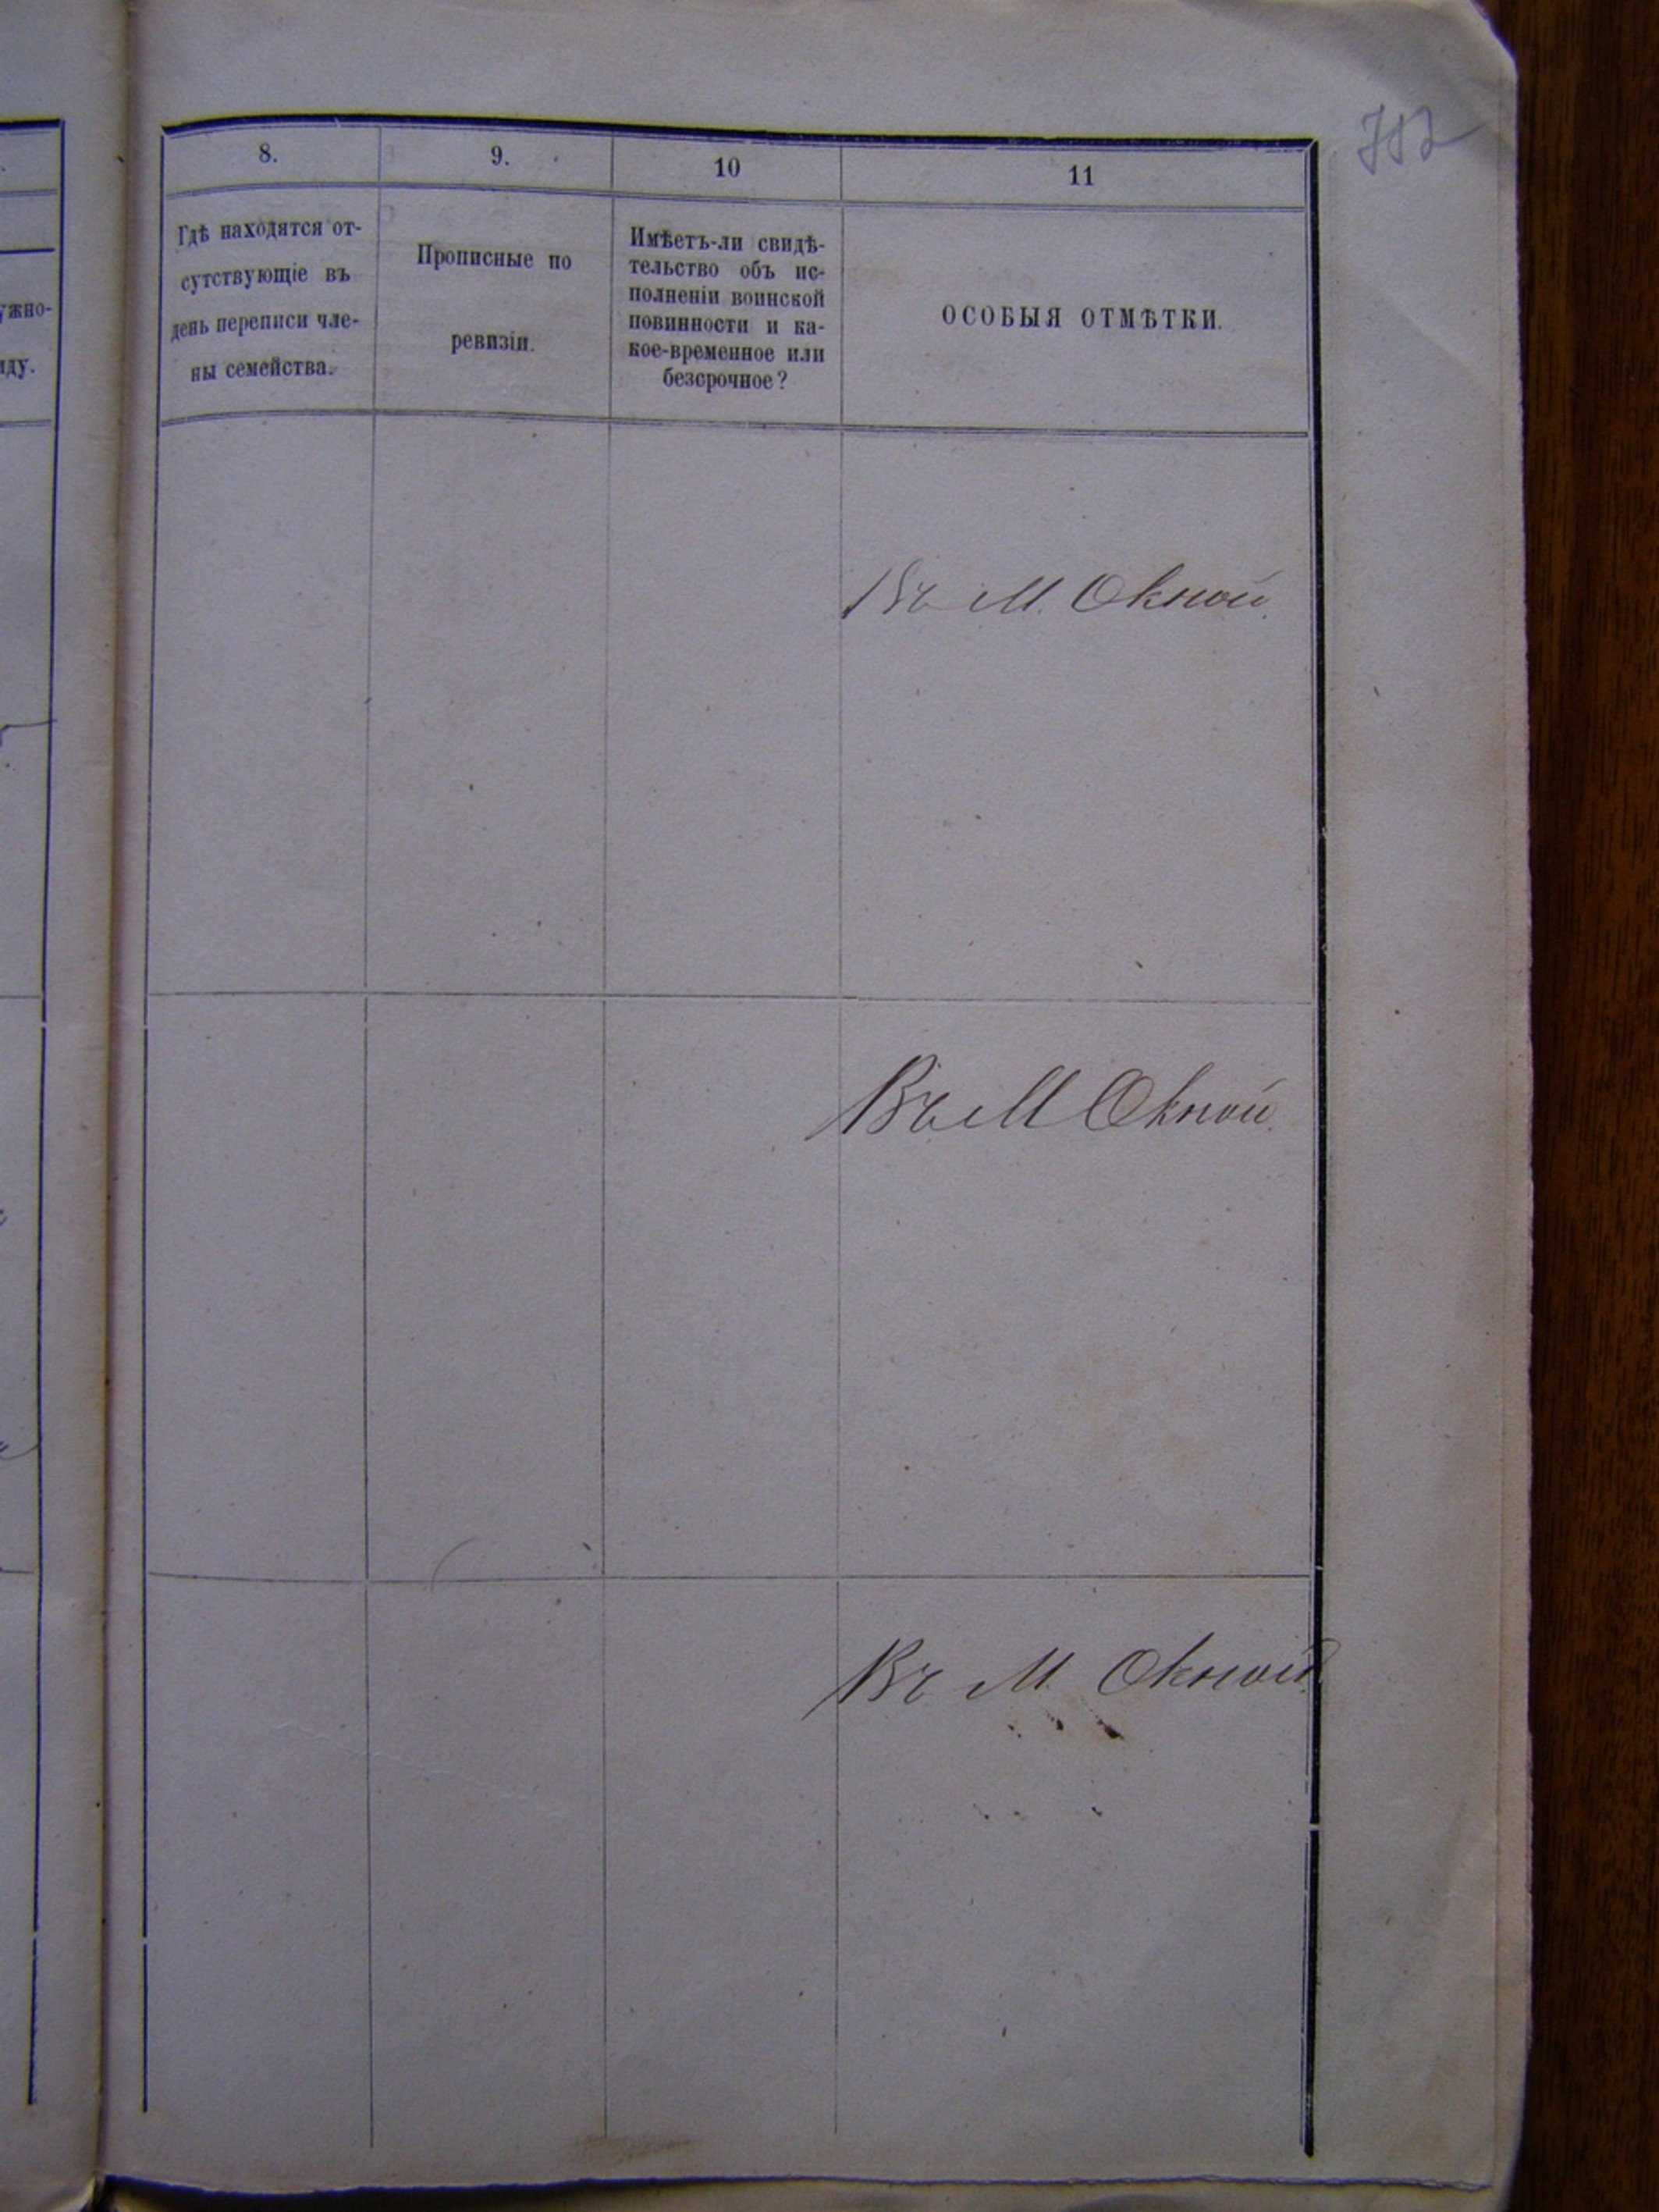 8.
9.
10
11
Гдѣ находятся от-
сутствующіе въ
день переписи чле-
ны семейства.
Прописные по
ревизіи.
Имѣетъ-ли свидѣ-
тельство объ ис-
полненіи воинской
повинности и ка-
кое-временное или
безсрочное?
ОСОБЫЯ ОТМѢТКИ.
ужно-
иду.
Въ М. Окной.
Въ М Окной.
Въ М. Окной.